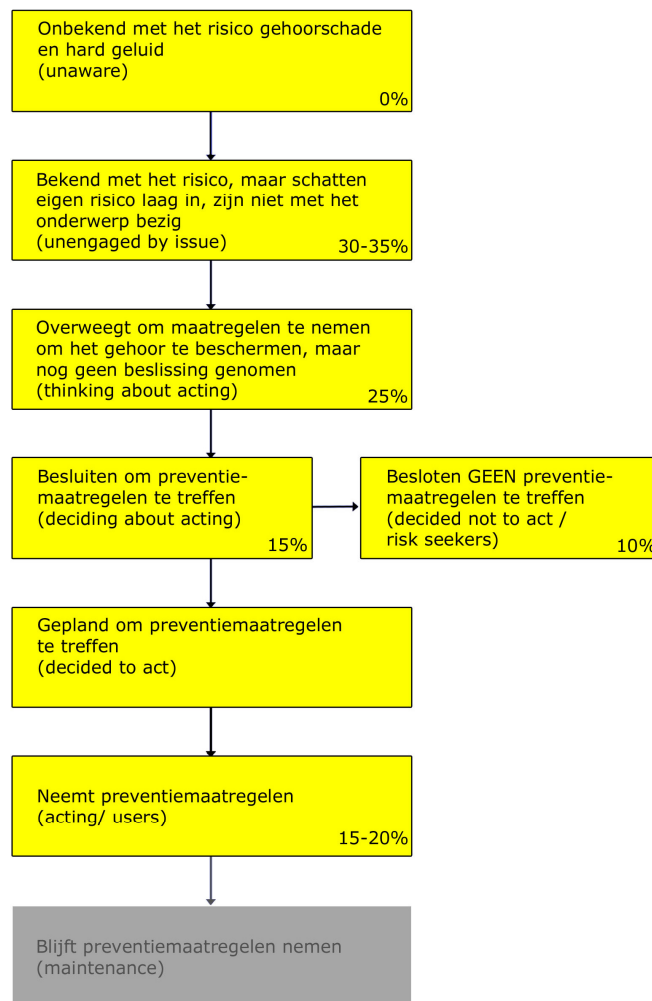 Onbekend met het risico gehoorschade
en hard geluid
(unaware)
0%
Bekend met het risico, maar schatten
eigen risico laag in, zijn niet met het
onderwerp bezig
(unengaged by issue)
30-35%
Overweegt om maatregelen te nemen
om het gehoor te beschermen, maar
nog geen beslissing genomen
(thinking about acting)
25%
Besluiten om preventie-
maatregelen te treffen
(deciding about acting)
15%
Besloten GEEN preventie-
maatregelen te treffen
(decided not to act /
risk seekers)
10%
Gepland om preventiemaatregelen
te treffen
(decided to act)
Neemt preventiemaatregelen
(acting/ users)
15-20%
Blijft preventiemaatregelen nemen
(maintenance)